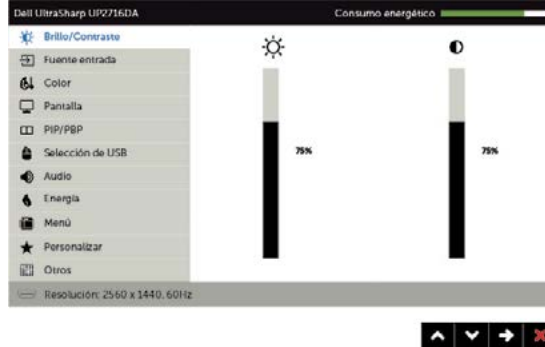 Dell UltraSharp UP2716DA
Consumo energético
Brillo/Contraste
Fuente entrada
Color
Pantalla
PIP/PBP
Selección de USB
Audio
Energía
Menú
Personalizar
Otros
75%
75%
Resolución: 2560 x 1440, 60Hz